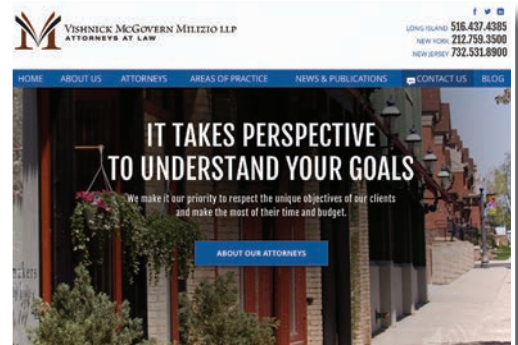 VISHNICK MCGOVERN MILIZIO LLP
ATTORNEYS AT LAW
LONG ISLAND 516.437.4385
NEW YORK 212.759.3500
NEW JERSEY 732.531.8900
HOME ABOUT US ATTORNEYS AREAS OF PRACTICE NEWS & PUBLICATIONS CONTACT US BLOG
IT TAKES PERSPECTIVE
TO UNDERSTAND YOUR GOALS
We make it our priority to respect the unique objectives of our clients
and make the most of their time and budget.
ABOUT OUR ATTORNEYS